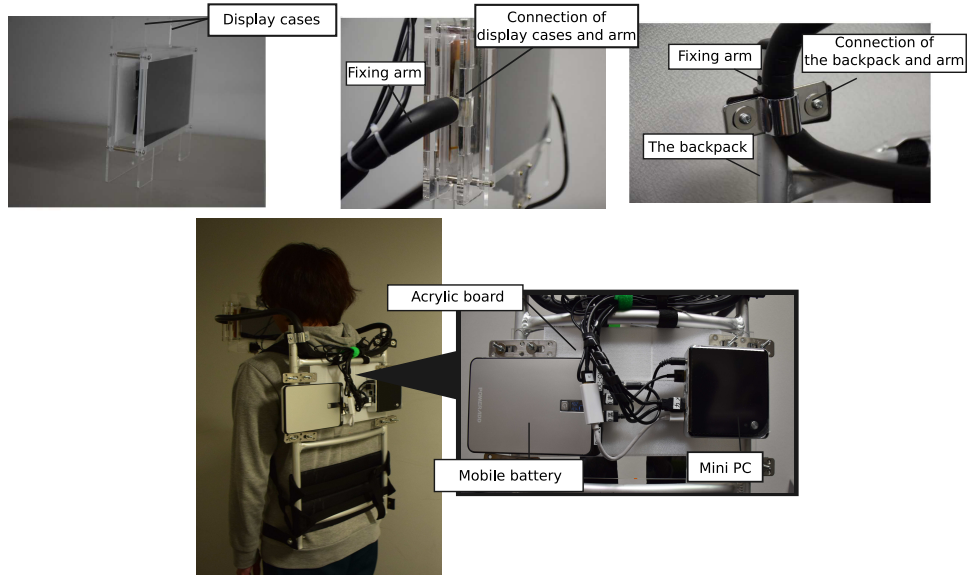 Display cases
Connection of
display cases and arm
Fixing arm
Fixing arm
Connection of
the backpack and arm
The backpack
Acrylic board
Mobile battery
Mini PC